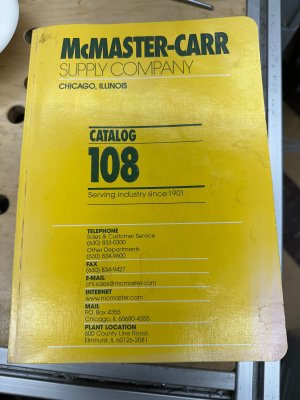 McMASTER-CARR
SUPPLY COMPANY
CHICAGO, ILLINOIS
CATALOG
108
Serving industry since 1901
TELEPHONE
Sales & Customer Service
(630) 833-0300
Other Departments
(630) 834-9600
FAX
(630) 834-9427
E-MAIL
chi.sales@mcmaster.com
INTERNET
www.mcmaster.com
MAIL
P.O. Box 4355
Chicago, IL 60680-4355
PLANT LOCATION
600 County Line Road
Elmhurst, IL 60126-2081